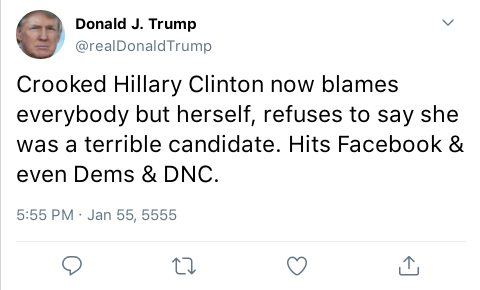 Donald J. Trump
@realDonaldTrump
Crooked Hillary Clinton now blames
everybody but herself, refuses to say she
was a terrible candidate. Hits Facebook &
even Dems & DNC.
5:55 PM · Jan 55, 5555